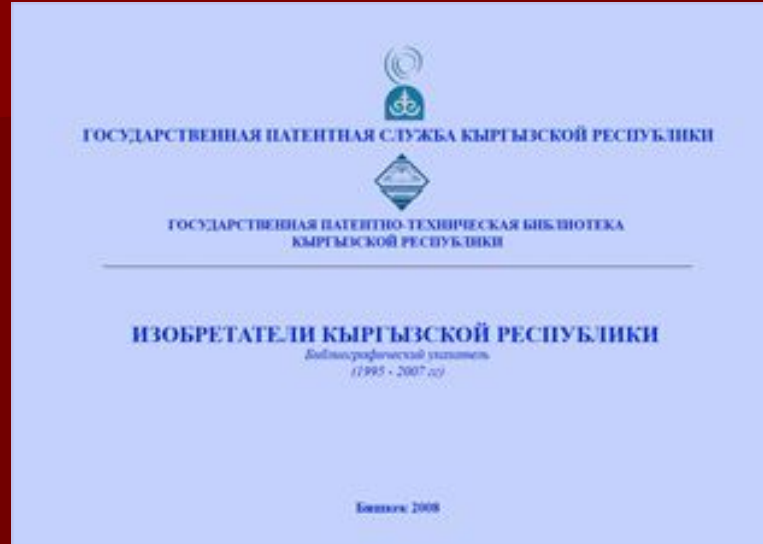 ГОСУДАРСТВЕННАЯ ПАТЕНТНАЯ СЛУЖБА КЫРГЫЗСКОЙ РЕСПУБЛИКИ
ГОСУДАРСТВЕННАЯ ПАТЕНТНО-ТЕХНИЧЕСКАЯ БИБЛИОТЕКА
КЫРГЫЗСКОЙ РЕСПУБЛИКИ
ИЗОБРЕТАТЕЛИ КЫРГЫЗСКОЙ РЕСПУБЛИКИ
Библиографический указатель
(1995 - 2007 гг)
Бишкек 2008